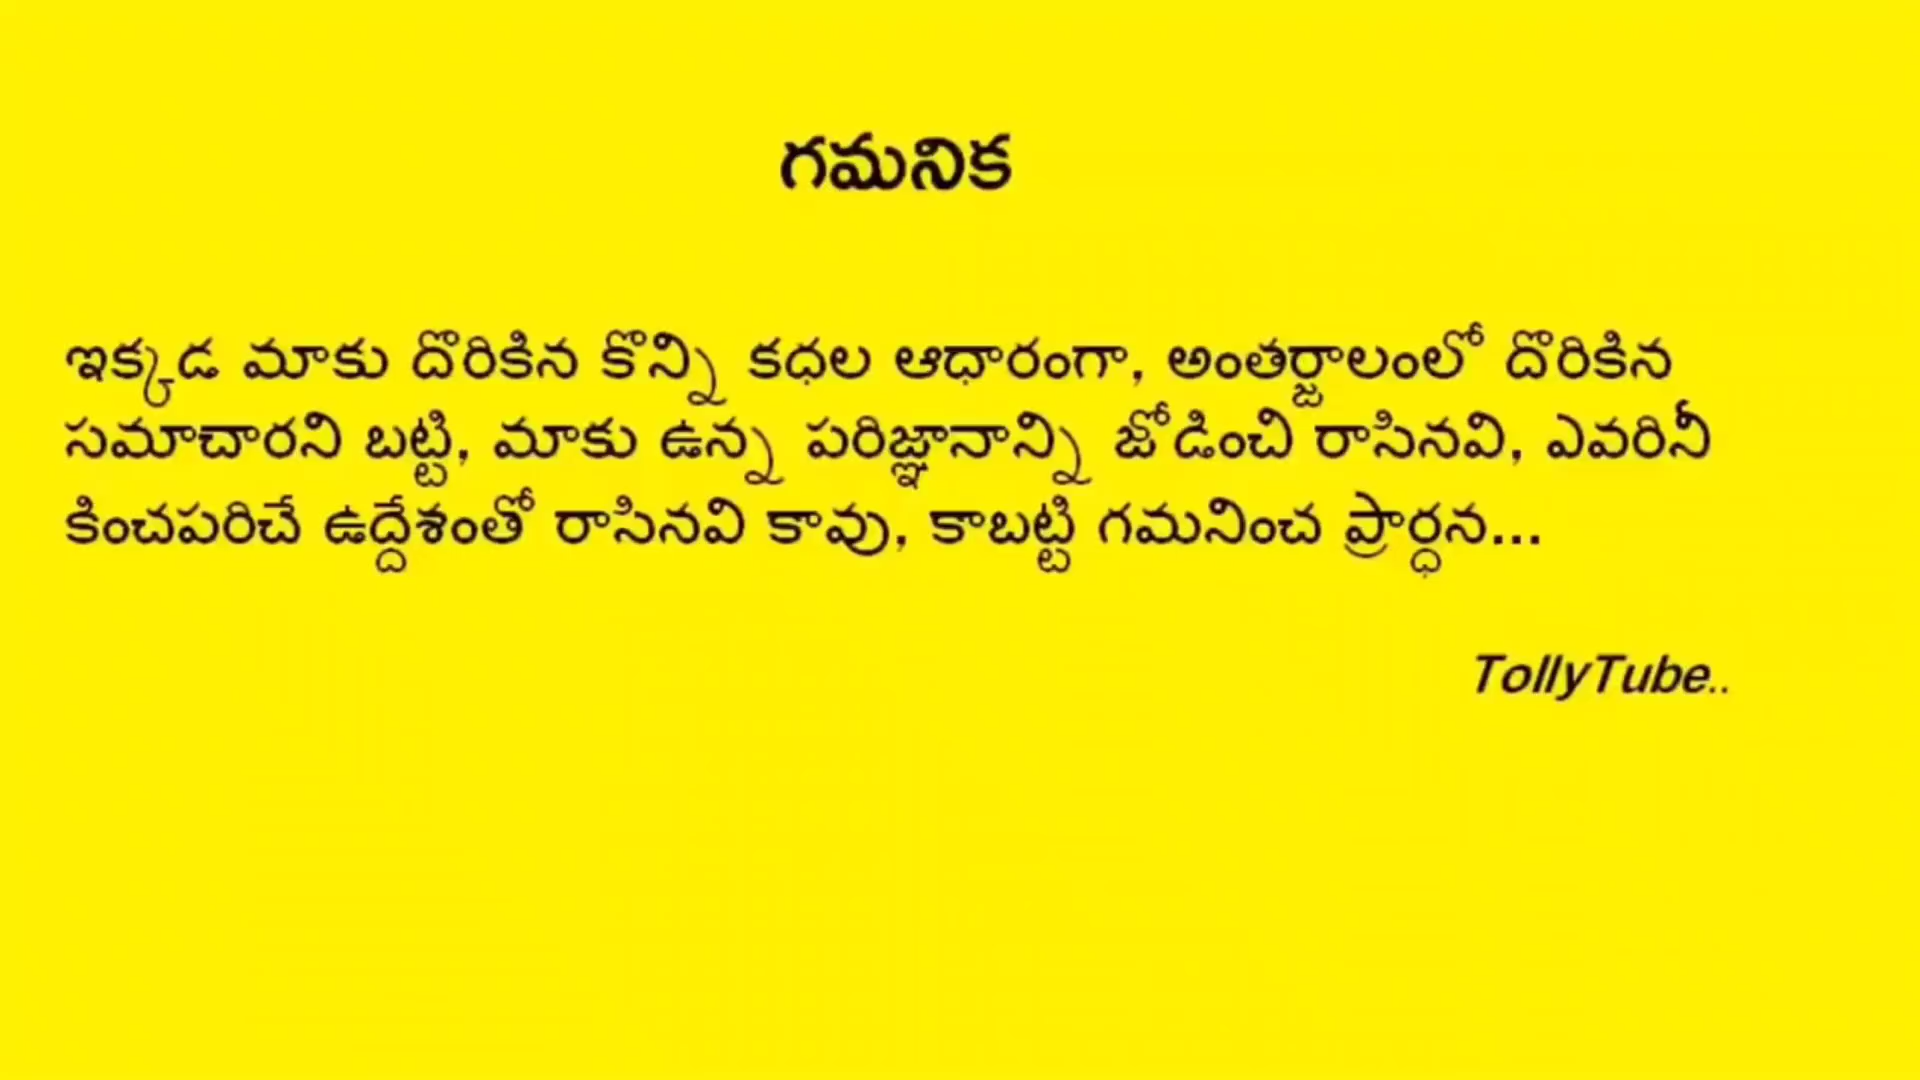 గమనిక
ఇక్కడ మాకు దొరికిన కొన్ని కధల ఆధారంగా, అంతర్జాలంలో దొరికిన
సమాచారని బట్టి, మాకు ఉన్న పరిజ్ఞానాన్ని జోడించి రాసినవి, ఎవరినీ
కించపరిచే ఉద్దేశంతో రాసినవి కావు, కాబట్టి గమనించ ప్రార్ధన...
TollyTube..